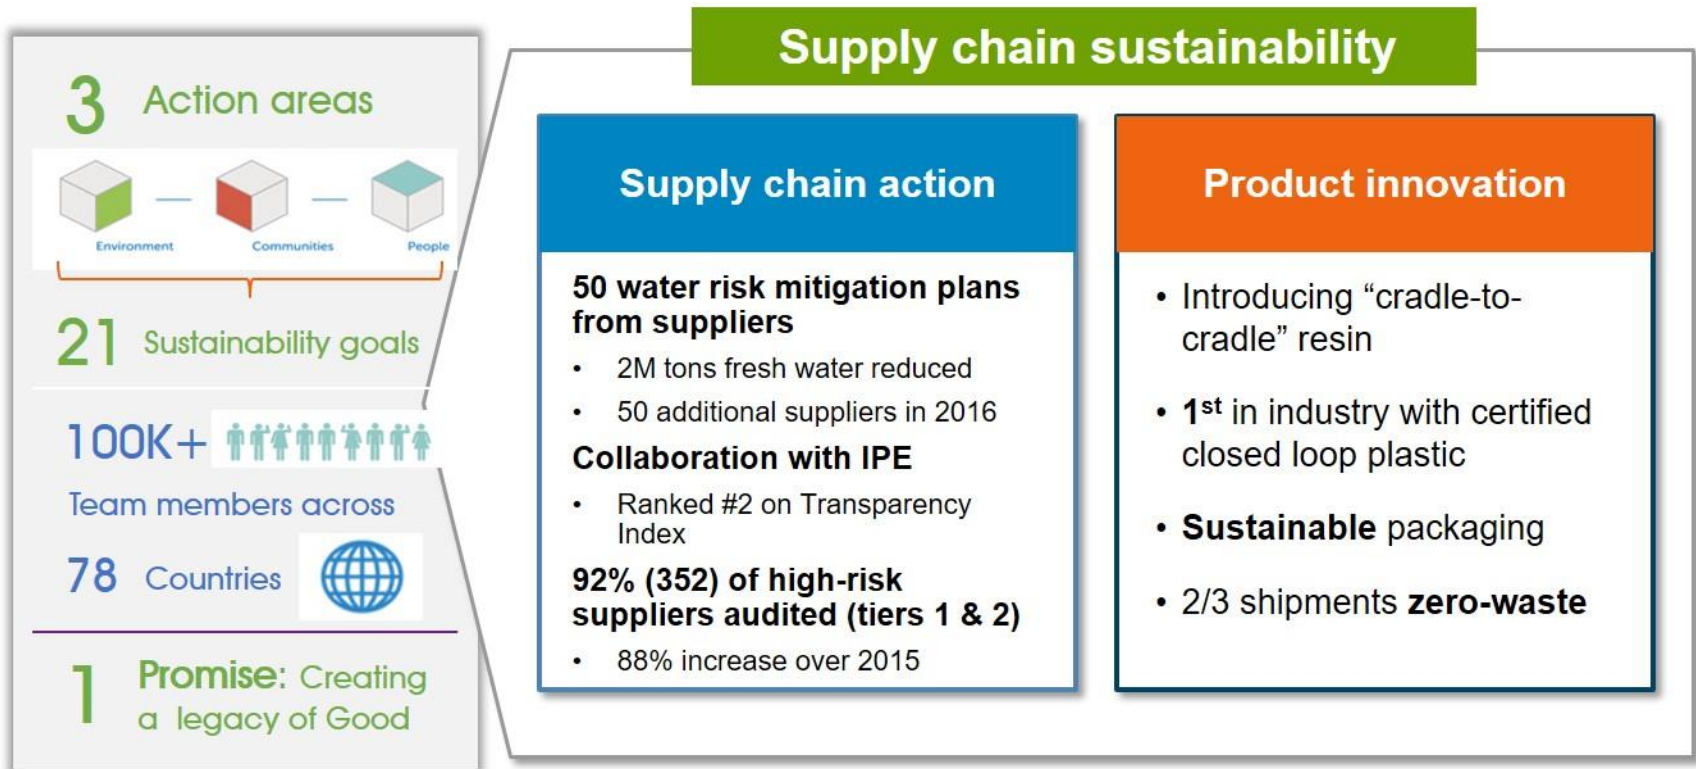 3 Action areas
Environment
Communities
People
21 Sustainability goals
100K+
Team members across
78 Countries
1 Promise: Creating
a legacy of Good
Supply chain sustainability
Supply chain action
50 water risk mitigation plans
from suppliers
• 2M tons fresh water reduced
• 50 additional suppliers in 2016
Collaboration with IPE
• Ranked #2 on Transparency
Index
92% (352) of high-risk
suppliers audited (tiers 1 & 2)
• 88% increase over 2015
Product innovation
• Introducing “cradle-to-
cradle” resin
• 1st in industry with certified
closed loop plastic
• Sustainable packaging
• 2/3 shipments zero-waste